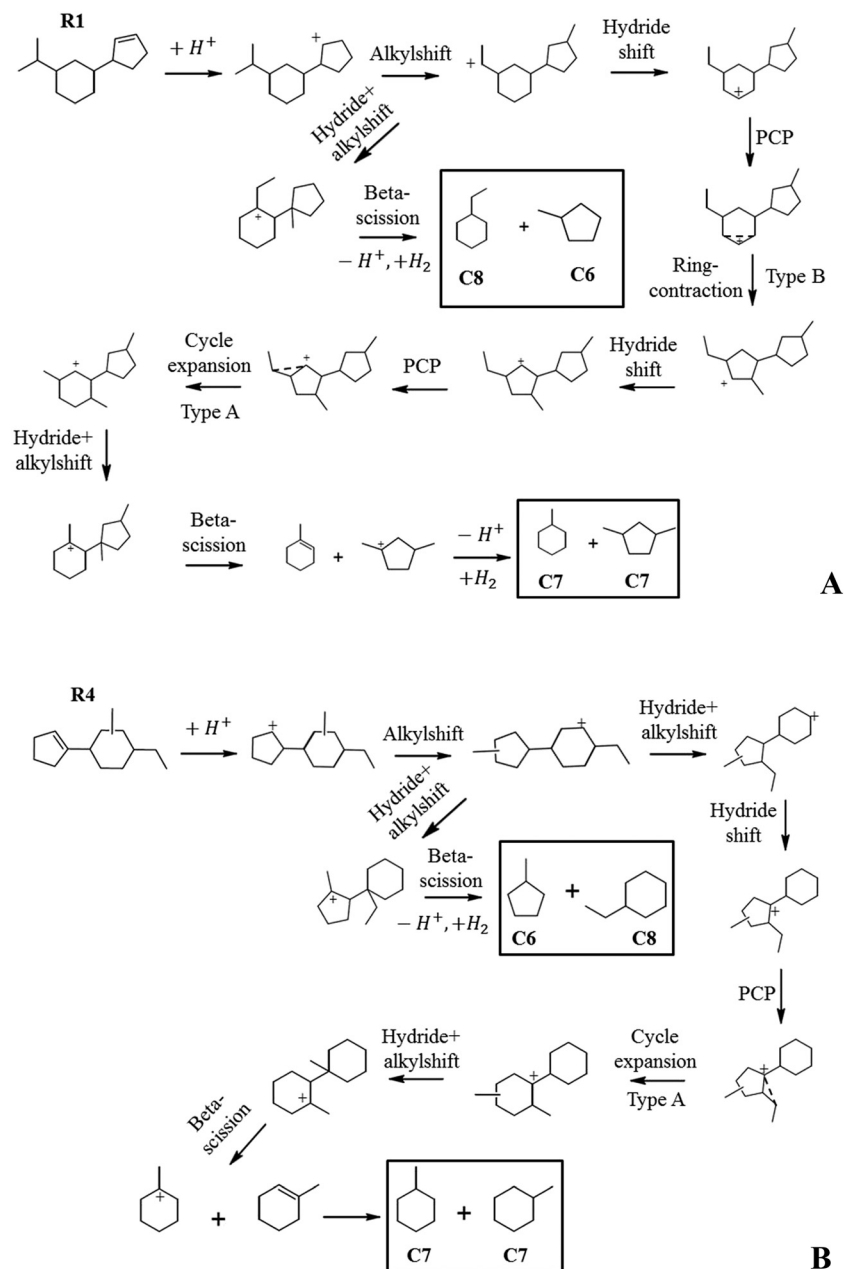 R1
+ H⁺
+
Alkylshift
+
Hydride
shift
+
Hydride+
alkylshift
PCP
+
Beta-
scission
− H⁺, +H₂
+
C8
C6
+
Ring-
contraction
Type B
+
Hydride
shift
+
PCP
+
Cycle
expansion
Type A
+
Hydride+
alkylshift
+
Beta-
scission
+
+
− H⁺
+H₂
+
C7
C7
A
R4
+ H⁺
+
Alkylshift
+
Hydride+
alkylshift
+
Hydride+
alkylshift
Hydride
shift
+
Beta-
scission
− H⁺, +H₂
+
C6
C8
+
PCP
+
Cycle
expansion
Type A
+
Hydride+
alkylshift
+
Beta-
scission
+
+
+
C7
C7
B